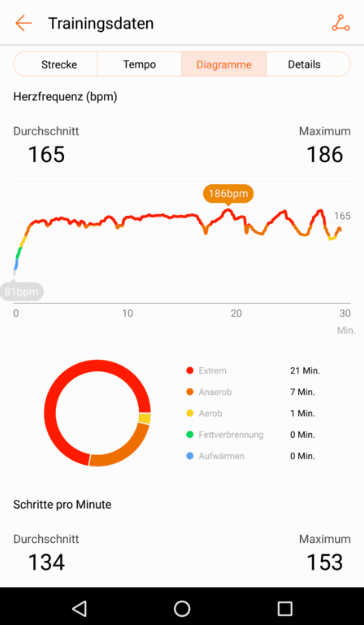 Trainingsdaten
Strecke Tempo Diagramme Details
Herzfrequenz (bpm)
Durchschnitt Maximum
165 186
186bpm
165
81bpm
0 10 20 30
Min.
Extrem 21 Min.
Anaerob 7 Min.
Aerob 1 Min.
Fettverbrennung 0 Min.
Aufwärmen 0 Min.
Schritte pro Minute
Durchschnitt Maximum
134 153